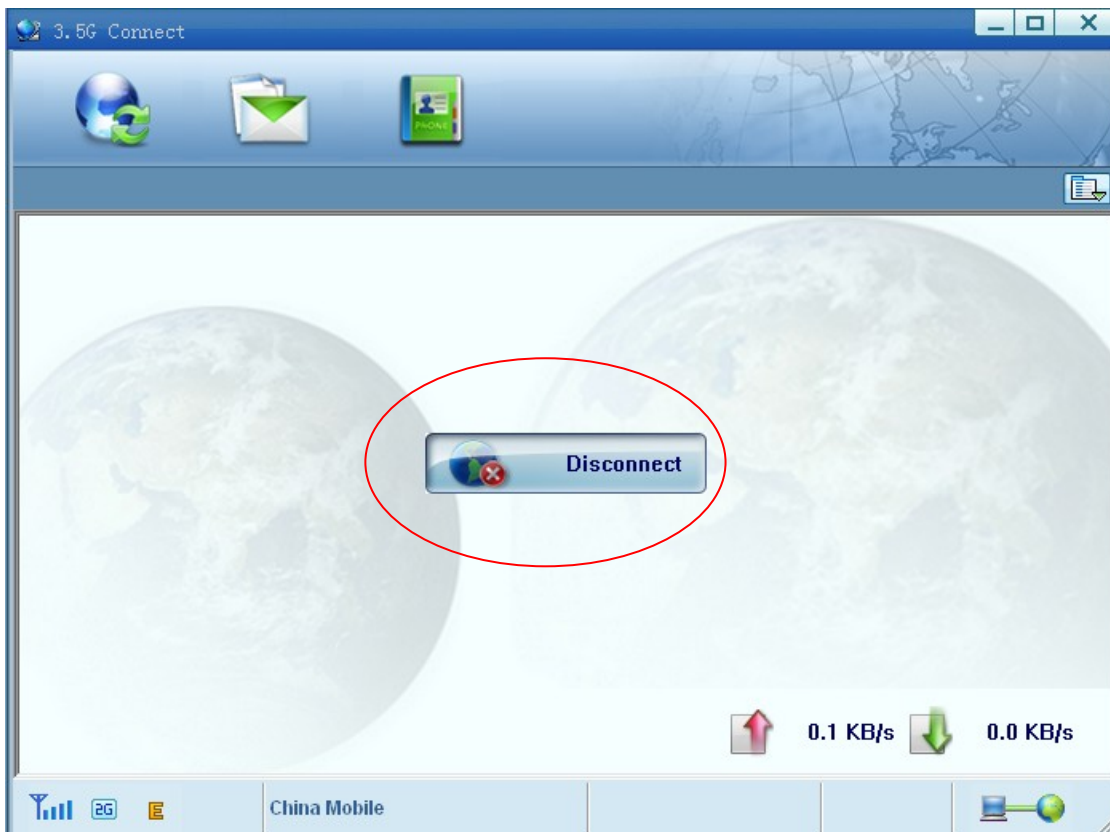 3.5G Connect
PHONE
Disconnect
0.1 KB/s
0.0 KB/s
2G
E
China Mobile